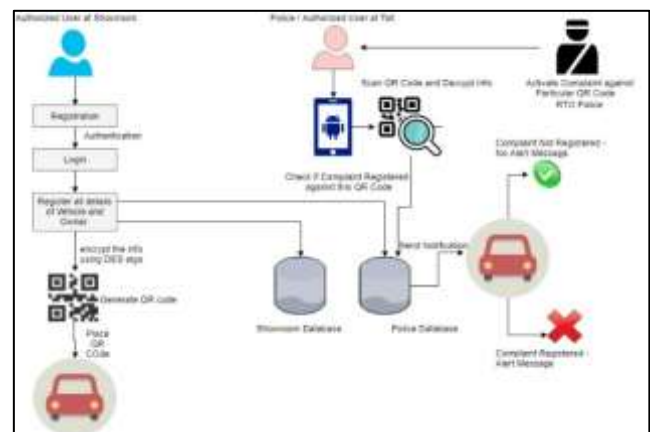 Authorized User at Showroom
Police / Authorized User at Toll
Scan QR Code and Decrypt Info
Activate Complaint against
Particular QR Code
RTO Police
Registration
Authentication
Login
Complaint Not Registered -
No Alert Message
Check if Complaint Registered
against this QR Code
Register all details
of Vehicle and
Owner
Send Notification
encrypt the info
using DES algo
Generate QR code
Place
QR
COde
Showroom Database
Police Database
Complaint Registered -
Alert Message